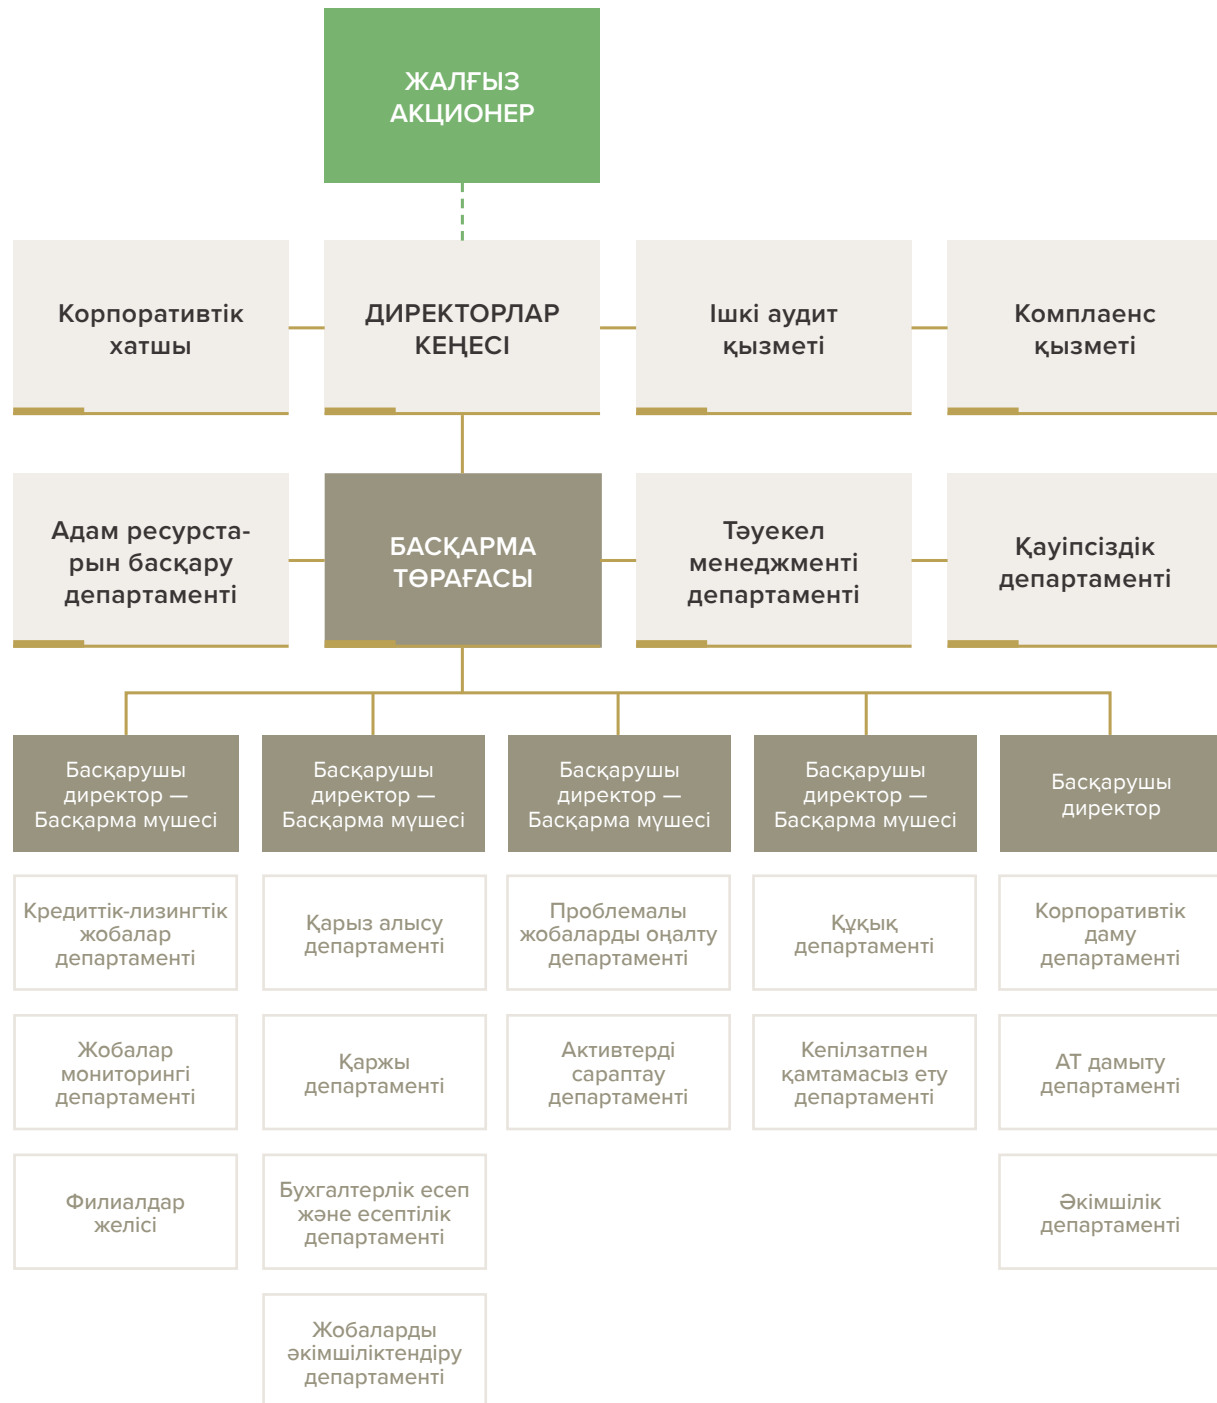 ЖАЛҒЫЗ
АКЦИОНЕР
Корпоративтік
хатшы
ДИРЕКТОРЛАР
КЕҢЕСІ
Ішкі аудит
қызметі
Комплаенс
қызметі
Адам ресурста-
рын басқару
департаменті
БАСҚАРМА
ТӨРАҒАСЫ
Тәуекел
менеджменті
департаменті
Қауіпсіздік
департаменті
Басқарушы
директор —
Басқарма мүшесі
Басқарушы
директор —
Басқарма мүшесі
Басқарушы
директор —
Басқарма мүшесі
Басқарушы
директор —
Басқарма мүшесі
Басқарушы
директор
Кредиттік-лизингтік
жобалар
департаменті
Қарыз алысу
департаменті
Проблемалы
жобаларды оңалту
департаменті
Құқық
департаменті
Корпоративтік
даму
департаменті
Жобалар
мониторингі
департаменті
Қаржы
департаменті
Активтерді
сараптау
департаменті
Кепілзатпен
қамтамасыз ету
департаменті
АТ дамыту
департаменті
Филиалдар
желісі
Бухгалтерлік есеп
және есептілік
департаменті
Әкімшілік
департаменті
Жобаларды
әкімшіліктендіру
департаменті